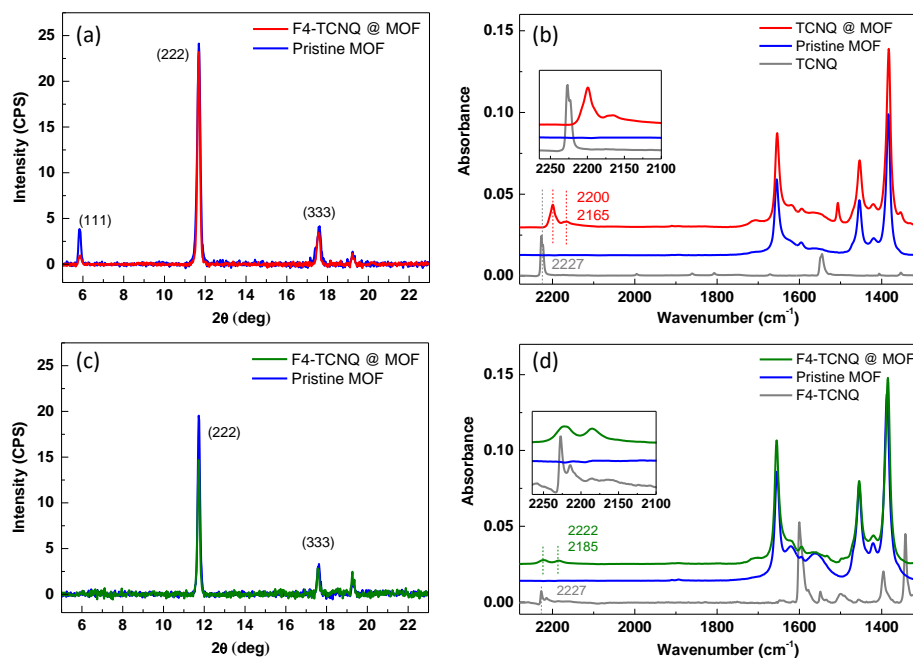 (a)
F4-TCNQ @ MOF
Pristine MOF
(111)
(222)
(333)
Intensity (CPS)
25
20
15
10
5
0
6 8 10 12 14 16 18 20 22
2θ (deg)
(b)
TCNQ @ MOF
Pristine MOF
TCNQ
2250 2200 2150 2100
2200
2165
2227
Absorbance
0.15
0.10
0.05
0.00
2200 2000 1800 1600 1400
Wavenumber (cm-1)
(c)
F4-TCNQ @ MOF
Pristine MOF
(222)
(333)
Intensity (CPS)
25
20
15
10
5
0
6 8 10 12 14 16 18 20 22
2θ (deg)
(d)
F4-TCNQ @ MOF
Pristine MOF
F4-TCNQ
2250 2200 2150 2100
2222
2185
2227
Absorbance
0.15
0.10
0.05
0.00
2200 2000 1800 1600 1400
Wavenumber (cm-1)